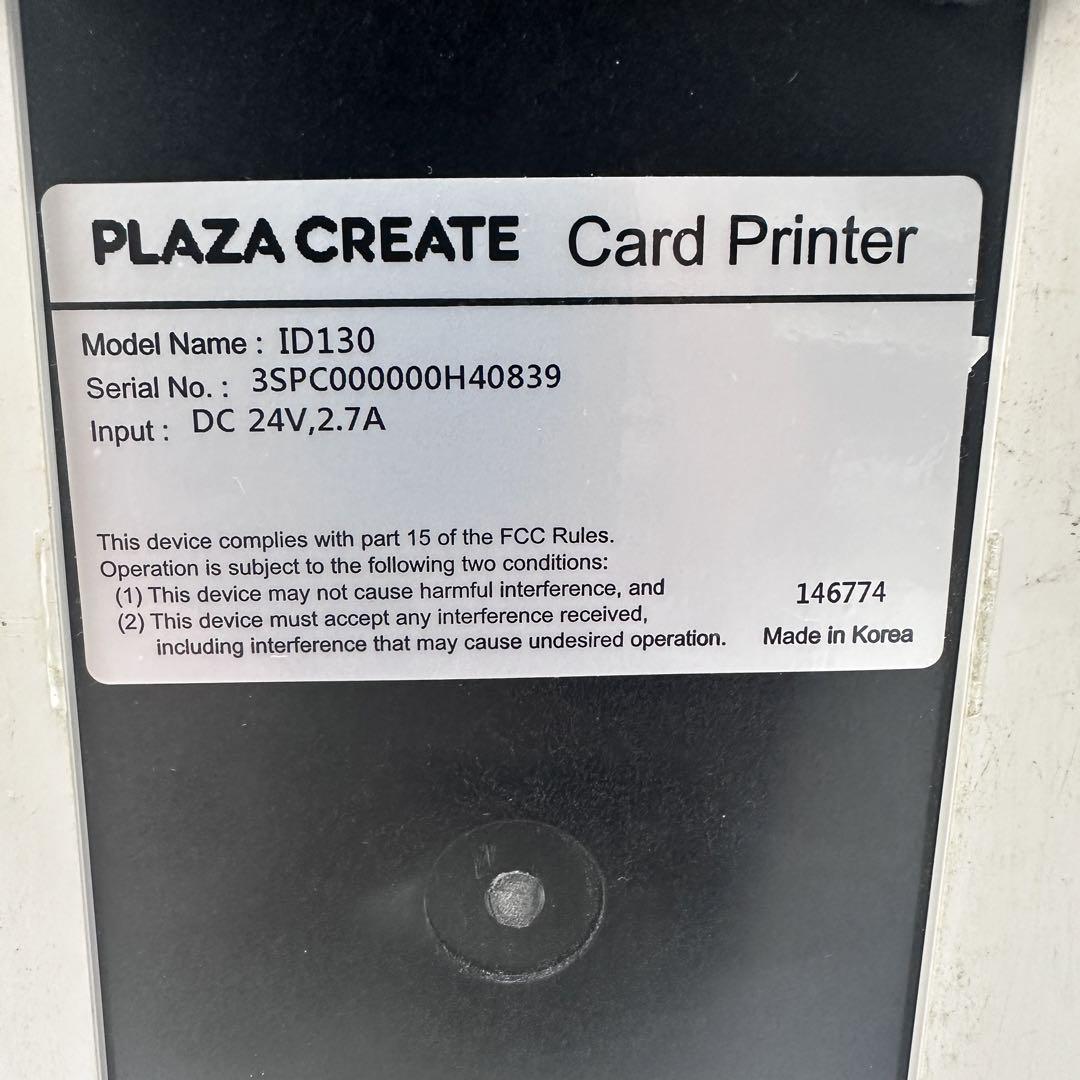 PLAZA CREATE Card Printer
Model Name : ID130
Serial No. : 3SPC000000H40839
Input : DC 24V,2.7A
This device complies with part 15 of the FCC Rules.
Operation is subject to the following two conditions:
(1) This device may not cause harmful interference, and
(2) This device must accept any interference received,
including interference that may cause undesired operation.
146774
Made in Korea